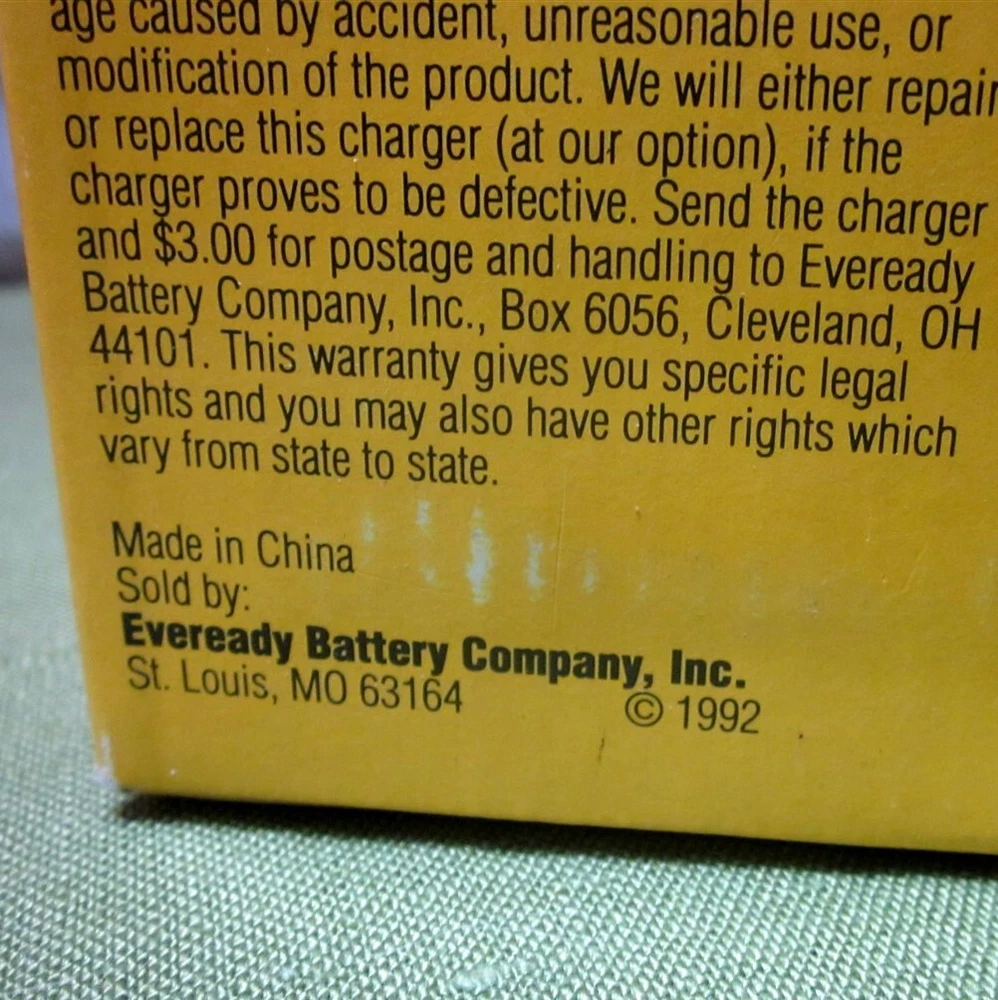 age caused by accident, unreasonable use, or
modification of the product. We will either repair
or replace this charger (at our option), if the
charger proves to be defective. Send the charger
and $3.00 for postage and handling to Eveready
Battery Company, Inc., Box 6056, Cleveland, OH
44101. This warranty gives you specific legal
rights and you may also have other rights which
vary from state to state.
Made in China
Sold by:
Eveready Battery Company, Inc.
St. Louis, MO 63164
© 1992